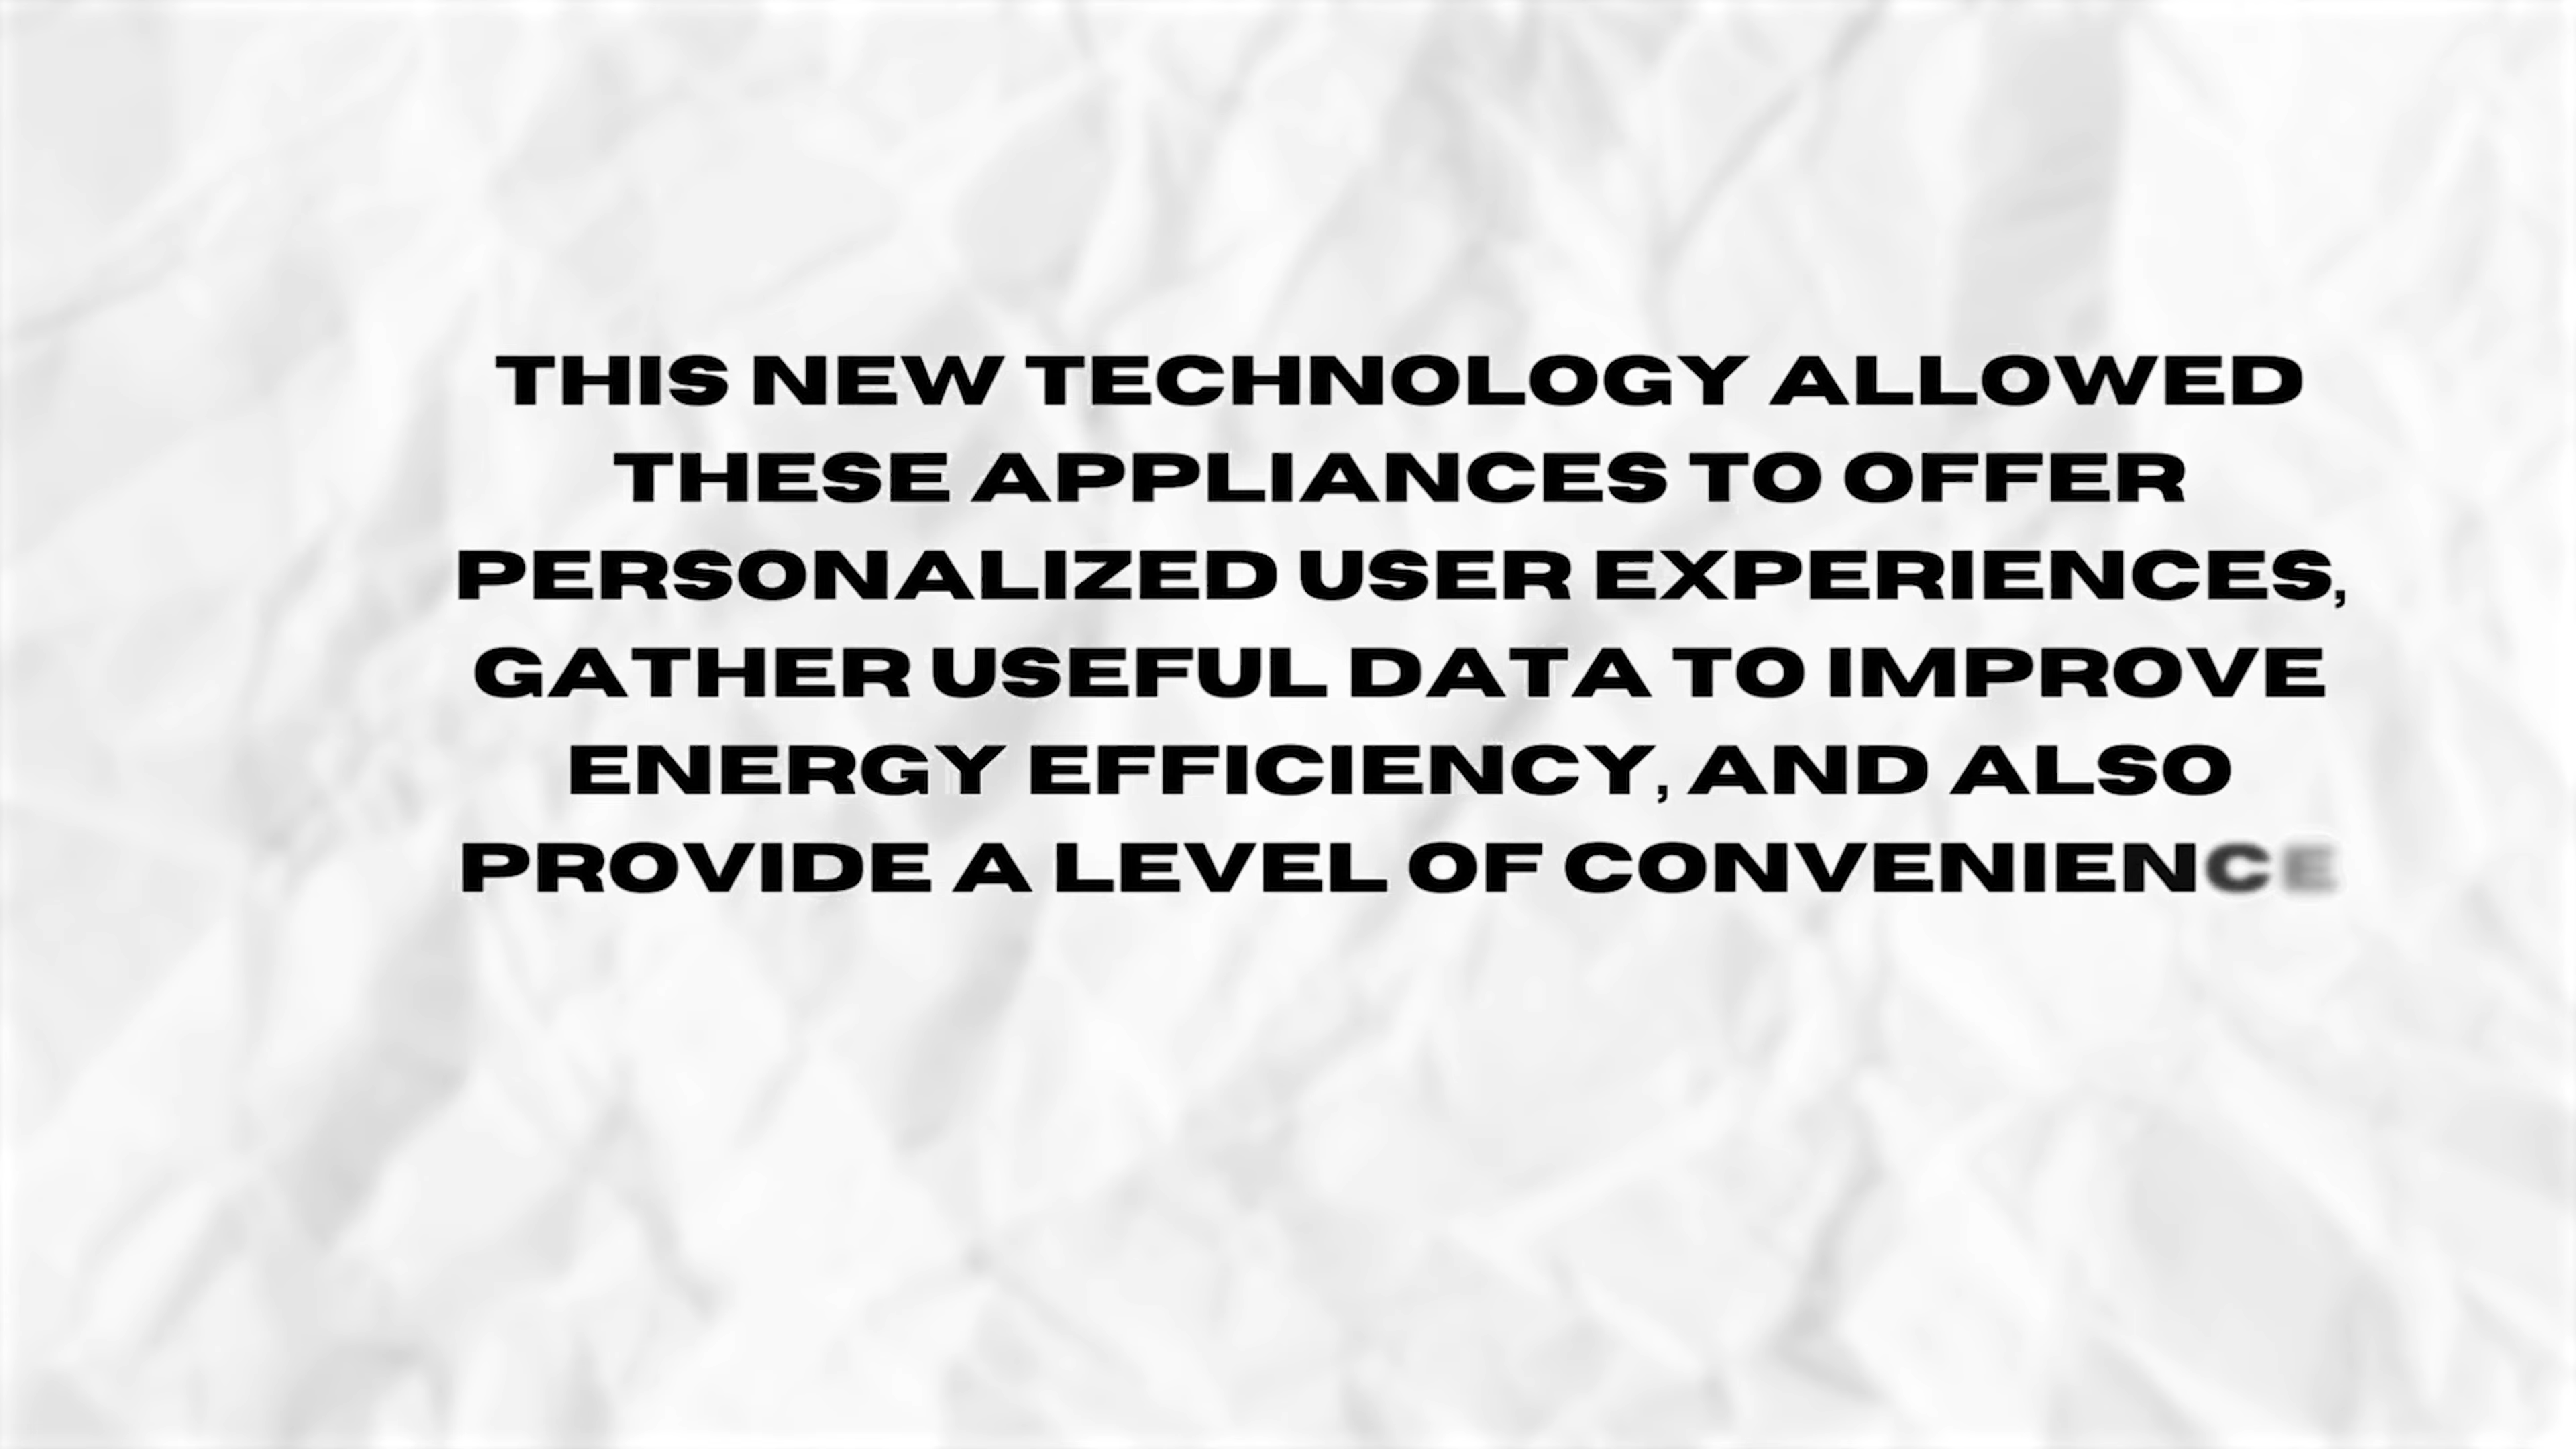 THIS NEW TECHNOLOGY ALLOWED
THESE APPLIANCES TO OFFER
PERSONALIZED USER EXPERIENCES,
GATHER USEFUL DATA TO IMPROVE
ENERGY EFFICIENCY, AND ALSO
PROVIDE A LEVEL OF CONVENIENCE